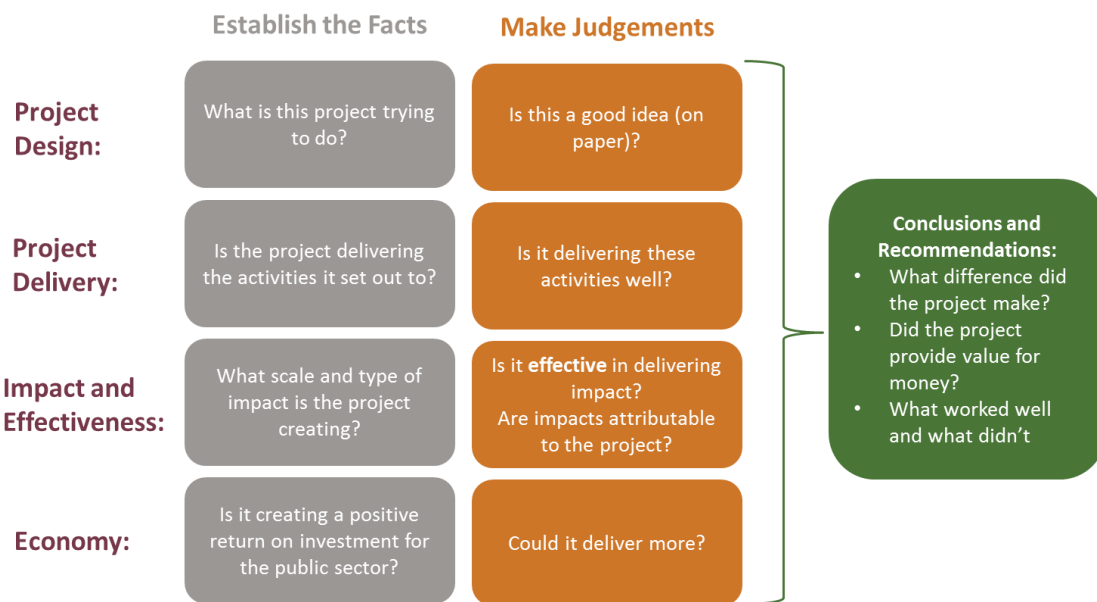 Establish the Facts
Make Judgements
Project
Design:
What is this project trying
to do?
Is this a good idea (on
paper)?
Project
Delivery:
Is the project delivering
the activities it set out to?
Is it delivering these
activities well?
Impact and
Effectiveness:
What scale and type of
impact is the project
creating?
Is it effective in delivering
impact?
Are impacts attributable
to the project?
Economy:
Is it creating a positive
return on investment for
the public sector?
Could it deliver more?
Conclusions and
Recommendations:
• What difference did
the project make?
• Did the project
provide value for
money?
• What worked well
and what didn't